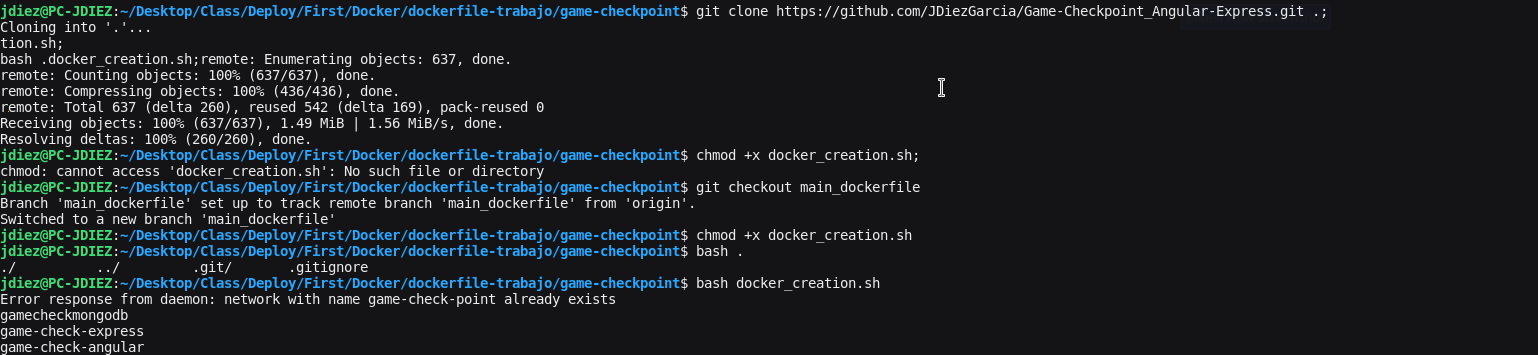 jdiez@PC-JDIEZ:~/Desktop/Class/Deploy/First/Docker/dockerfile-trabajo/game-checkpoint$ git clone https://github.com/JDiezGarcia/Game-Checkpoint_Angular-Express.git .;
Cloning into '.'...
tion.sh;
bash .docker_creation.sh;remote: Enumerating objects: 637, done.
remote: Counting objects: 100% (637/637), done.
remote: Compressing objects: 100% (436/436), done.
remote: Total 637 (delta 260), reused 542 (delta 169), pack-reused 0
Receiving objects: 100% (637/637), 1.49 MiB | 1.56 MiB/s, done.
Resolving deltas: 100% (260/260), done.
jdiez@PC-JDIEZ:~/Desktop/Class/Deploy/First/Docker/dockerfile-trabajo/game-checkpoint$ chmod +x docker_creation.sh;
chmod: cannot access 'docker_creation.sh': No such file or directory
jdiez@PC-JDIEZ:~/Desktop/Class/Deploy/First/Docker/dockerfile-trabajo/game-checkpoint$ git checkout main_dockerfile
Branch 'main_dockerfile' set up to track remote branch 'main_dockerfile' from 'origin'.
Switched to a new branch 'main_dockerfile'
jdiez@PC-JDIEZ:~/Desktop/Class/Deploy/First/Docker/dockerfile-trabajo/game-checkpoint$ chmod +x docker_creation.sh
jdiez@PC-JDIEZ:~/Desktop/Class/Deploy/First/Docker/dockerfile-trabajo/game-checkpoint$ bash .
./ ../ .git/ .gitignore
jdiez@PC-JDIEZ:~/Desktop/Class/Deploy/First/Docker/dockerfile-trabajo/game-checkpoint$ bash docker_creation.sh
Error response from daemon: network with name game-check-point already exists
gamecheckmongodb
game-check-express
game-check-angular